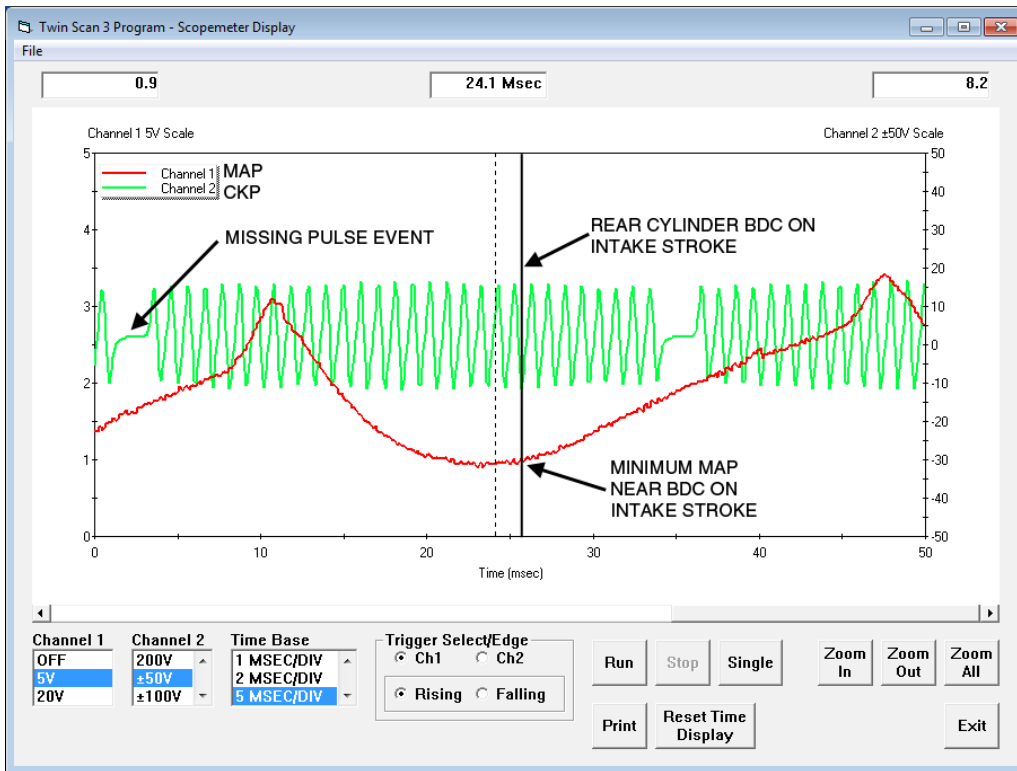 Twin Scan 3 Program - Scopemeter Display
File
0.9
24.1 Msec
8.2
Channel 1 5V Scale
Channel 2 ±50V Scale
5
4
3
2
1
0
50
40
30
20
10
0
-10
-20
-30
-40
-50
Channel 1 MAP
Channel 2 CKP
MISSING PULSE EVENT
REAR CYLINDER BDC ON
INTAKE STROKE
MINIMUM MAP
NEAR BDC ON
INTAKE STROKE
0
10
20
30
40
50
Time (msec)
Channel 1
OFF
5V
20V
Channel 2
200V
±50V
±100V
Time Base
1 MSEC/DIV
2 MSEC/DIV
5 MSEC/DIV
Trigger Select/Edge
Ch1
Ch2
Rising
Falling
Run
Stop
Single
Zoom
In
Zoom
Out
Zoom
All
Print
Reset Time
Display
Exit